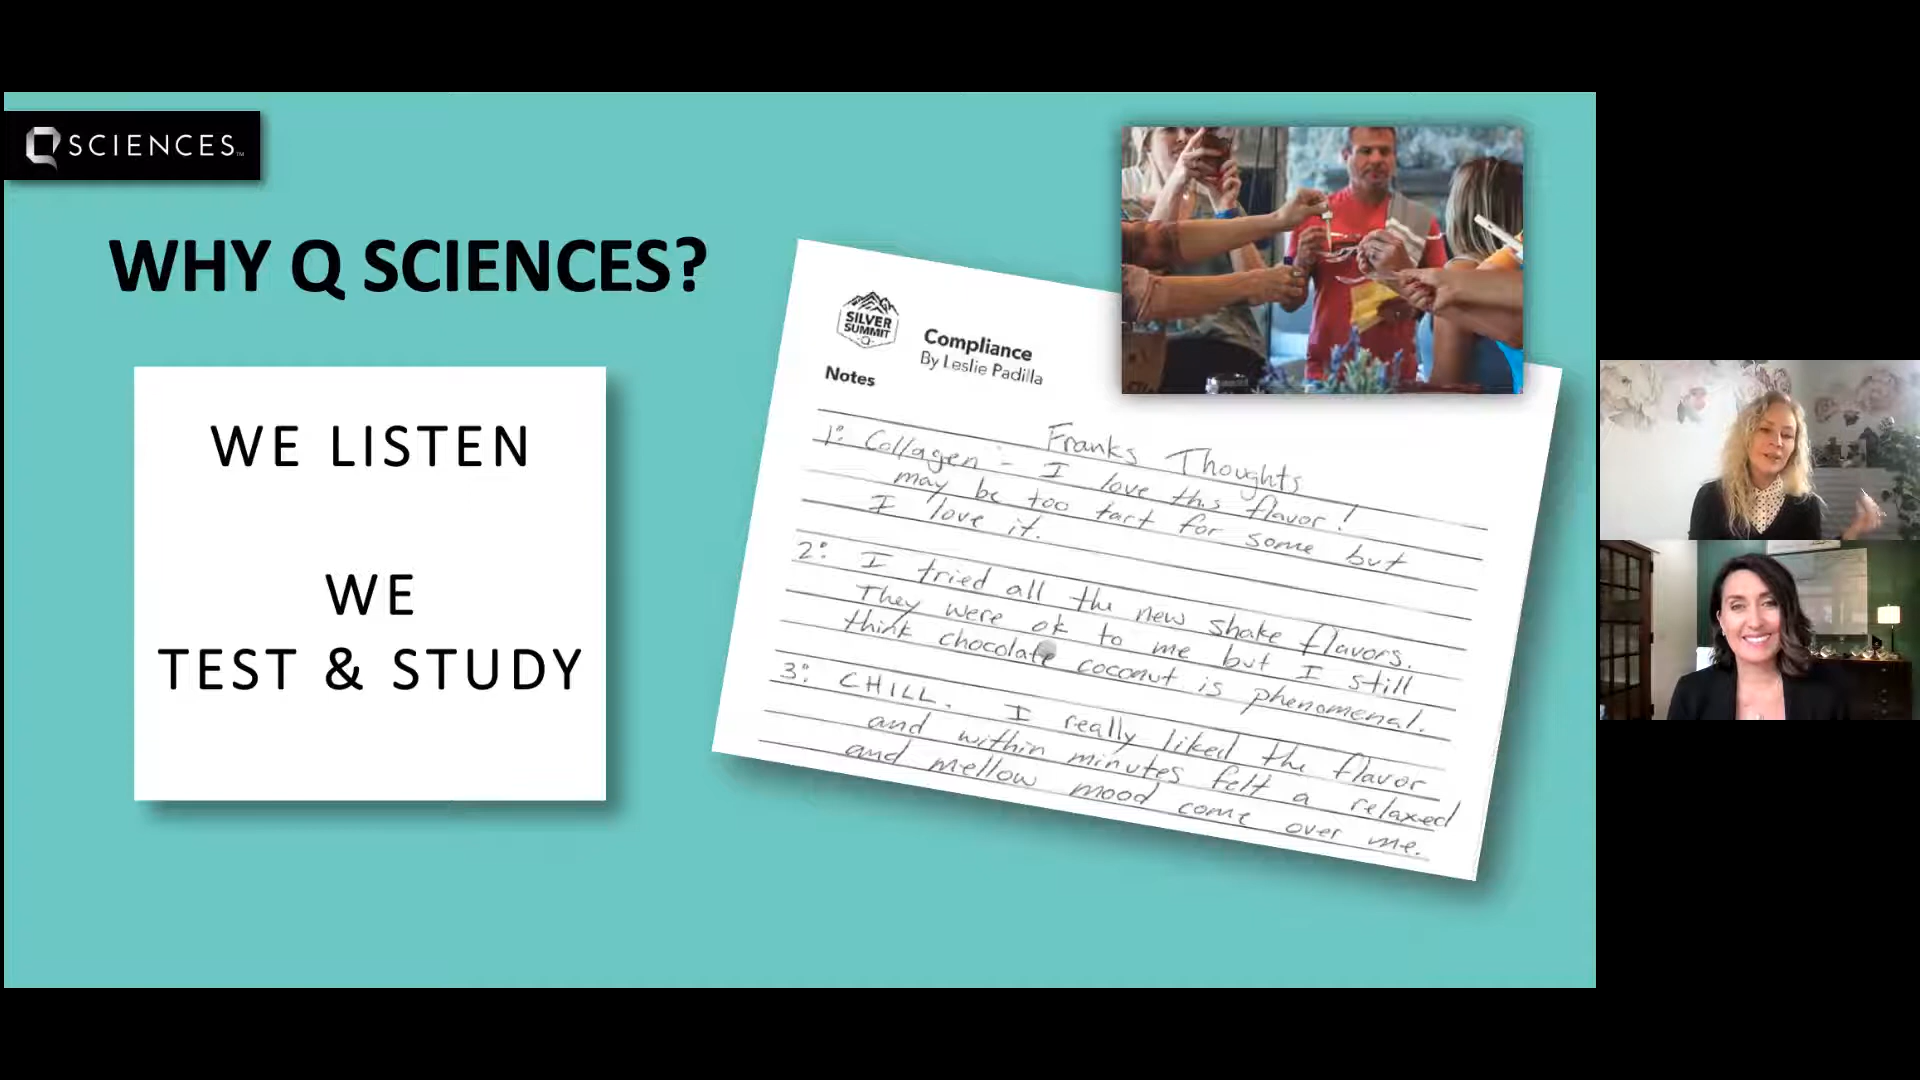 Q SCIENCES™
WHY Q SCIENCES?
WE LISTEN
WE
TEST & STUDY
SILVER
SUMMIT
Q
Compliance
By Leslie Padilla
Notes
Franks Thoughts
1: Collagen - I love this flavor!
may be too tart for some but
I love it.
2: I tried all the new shake flavors.
They were ok to me but I still
think chocolate coconut is phenomenal.
3: CHILL. I really liked the flavor
and within minutes felt a relaxed
and mellow mood come over me.